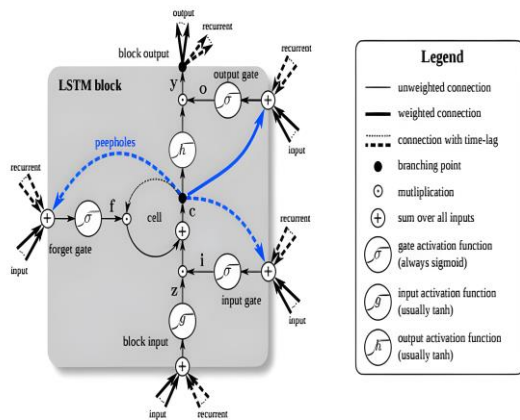 output
recurrent
block output
LSTM block
output gate
y
o
σ
+
h
input
recurrent
peepholes
f
cell
c
recurrent
+
σ
forget gate
+
i
σ
+
input
z
input gate
g
block input
input
+
input
recurrent
Legend
unweighted connection
weighted connection
connection with time-lag
branching point
mutliplication
+
sum over all inputs
σ
gate activation function
(always sigmoid)
g
input activation function
(usually tanh)
h
output activation function
(usually tanh)